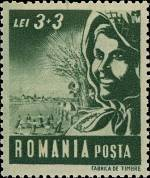 LEI 3+3
ROMANIA POSTA
FABRICA DE TIMBRE